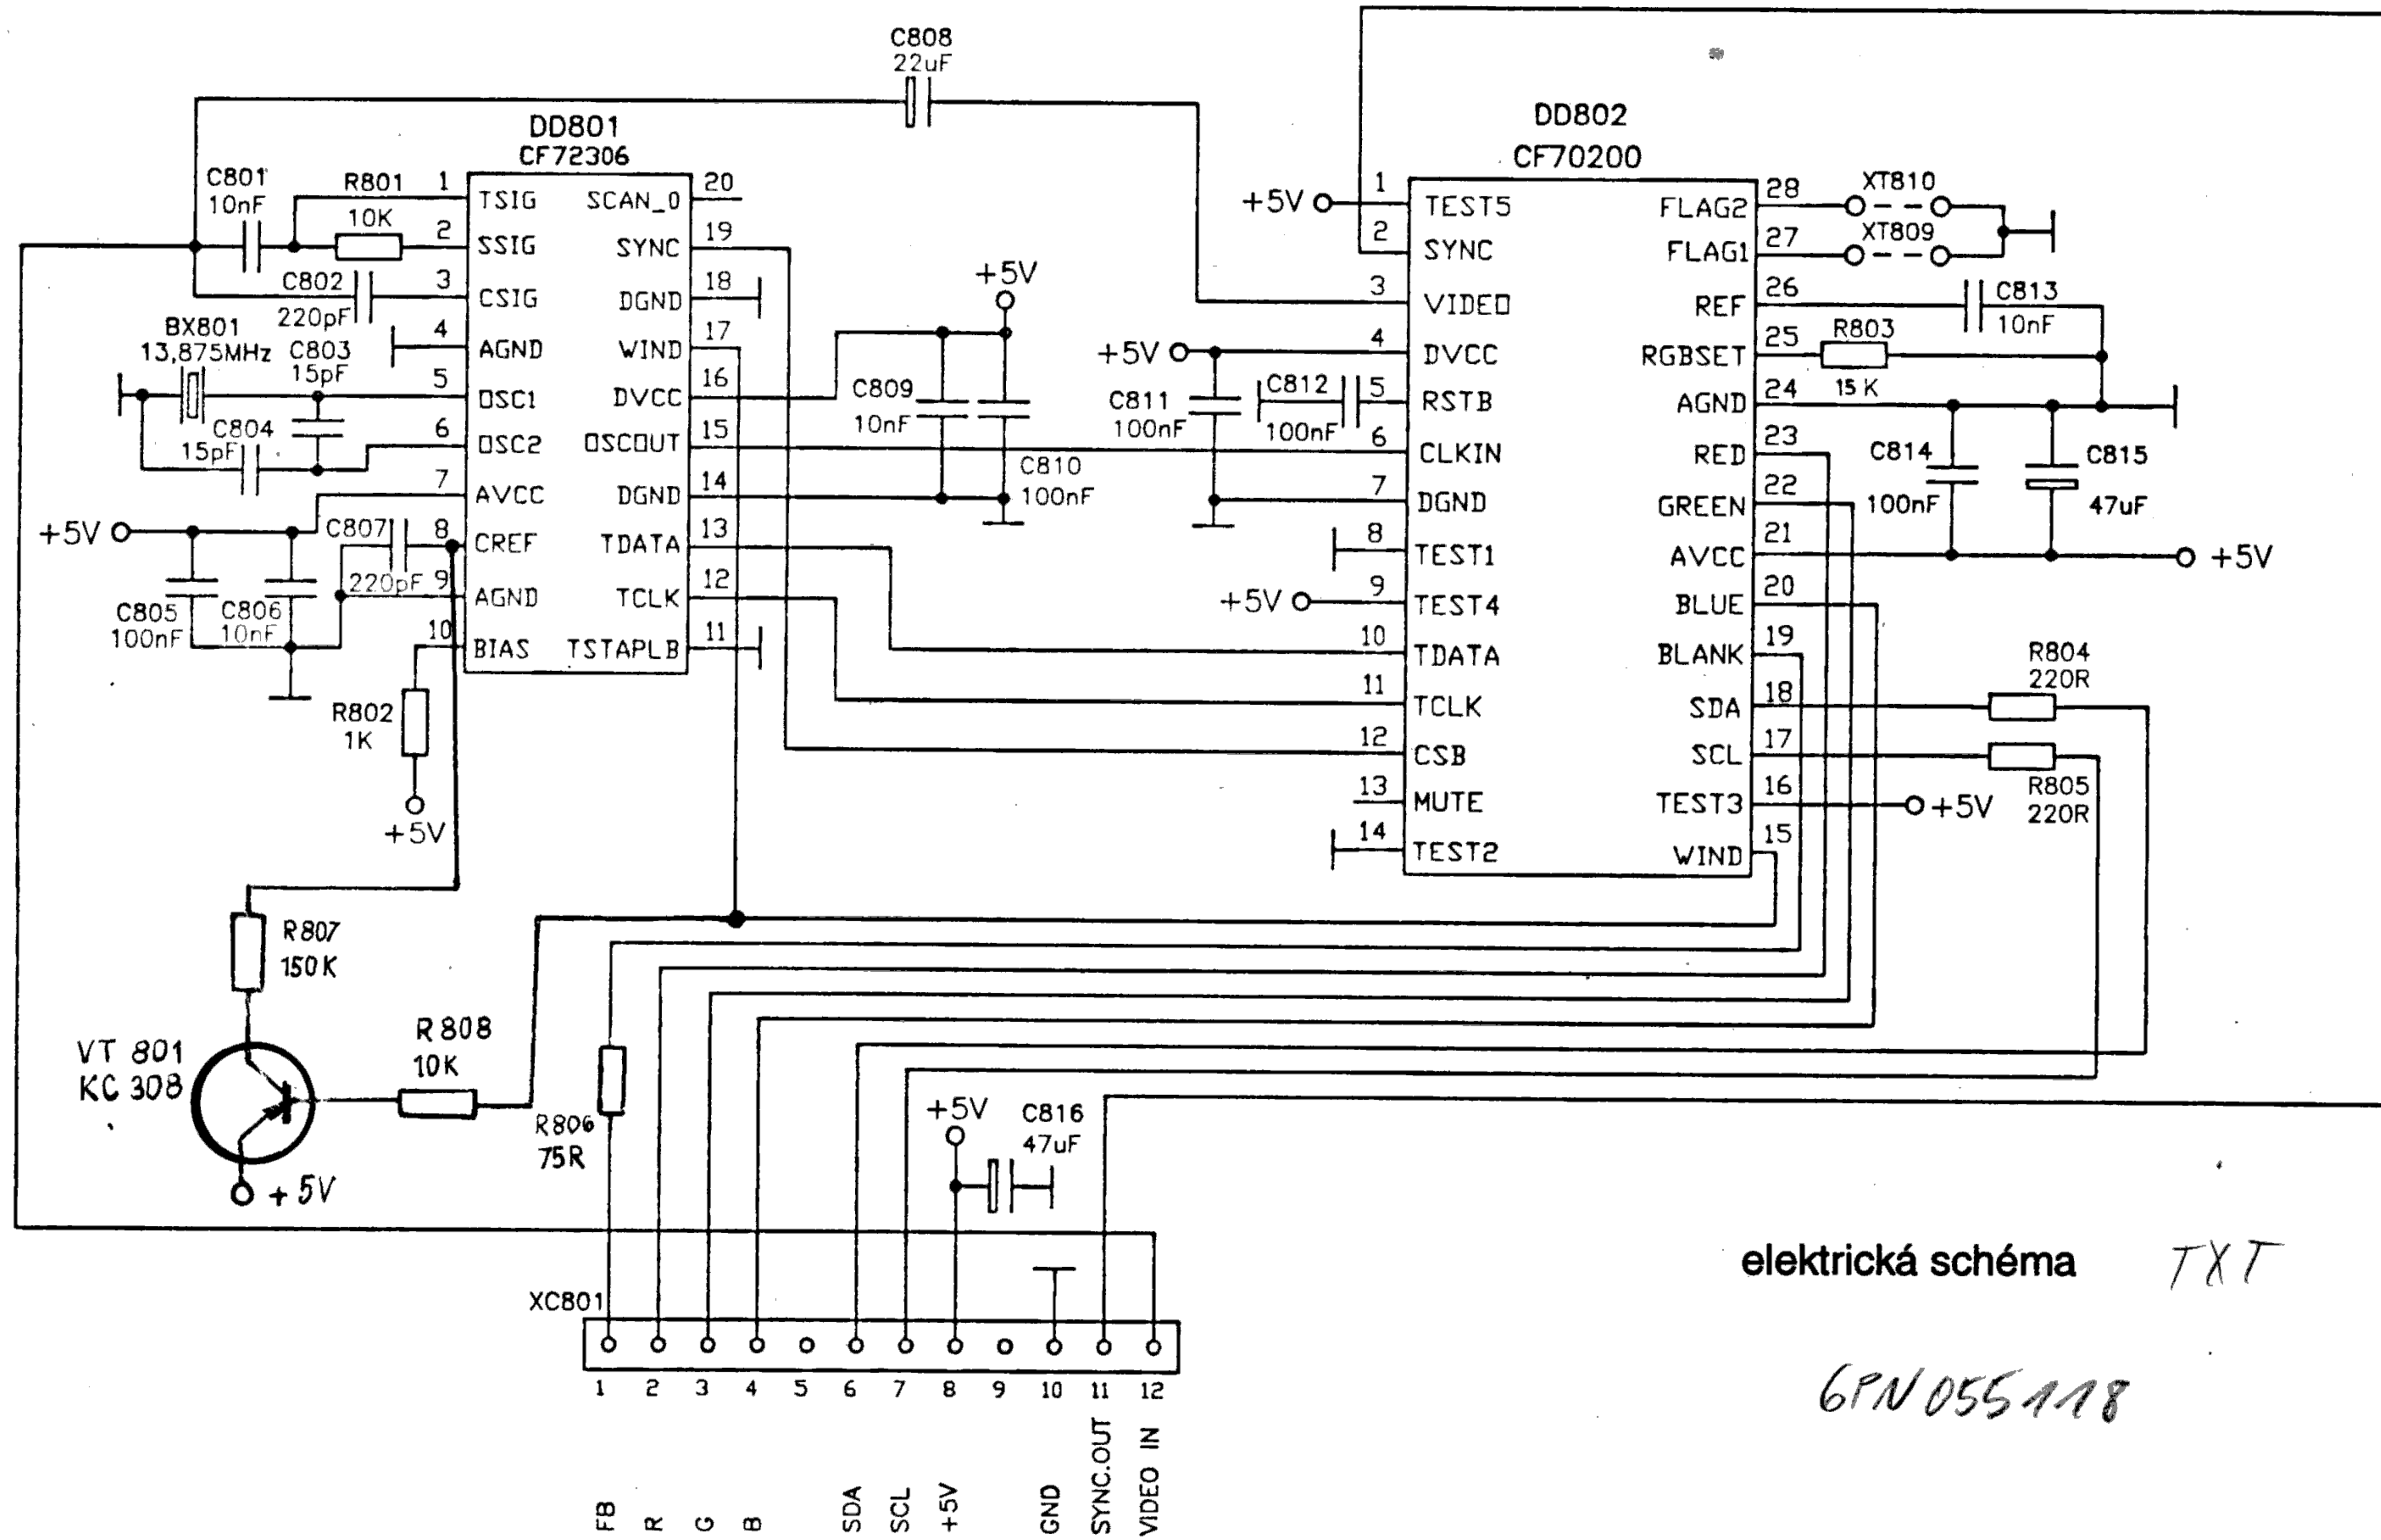 C808
22uF
DD801
CF72306
C801
10nF
R801
10K
C802
220pF
BX801
13,875MHz
C803
15pF
C804
15pF
+5V
C807
220pF
C805
100nF
C806
10nF
R802
1K
+5V
1 TSIG
2 SSIG
3 CSIG
4 AGND
5 OSC1
6 OSC2
7 AVCC
8 CREF
9 AGND
10 BIAS
SCAN_0 20
SYNC 19
DGND 18
WIND 17
DVCC 16
OSCOUT 15
DGND 14
TDATA 13
TCLK 12
TSTAPLB 11
+5V
C809
10nF
C810
100nF
DD802
CF70200
+5V
+5V
C811
100nF
C812
100nF
+5V
1 TEST5
2 SYNC
3 VIDEO
4 DVCC
5 RSTB
6 CLKIN
7 DGND
8 TEST1
9 TEST4
10 TDATA
11 TCLK
12 CSB
13 MUTE
14 TEST2
FLAG2 28
FLAG1 27
REF 26
RGBSET 25
AGND 24
RED 23
GREEN 22
AVCC 21
BLUE 20
BLANK 19
SDA 18
SCL 17
TEST3 16
WIND 15
XT810
XT809
C813
10nF
R803
15K
C814
100nF
C815
47uF
+5V
R804
220R
R805
220R
+5V
R807
150K
VT 801
KC 308
R808
10K
+5V
R806
75R
+5V
C816
47uF
XC801
1 2 3 4 5 6 7 8 9 10 11 12
FB
R
G
B
SDA
SCL
+5V
GND
SYNC.OUT
VIDEO IN
elektrická schéma TXT
6PN 055 118